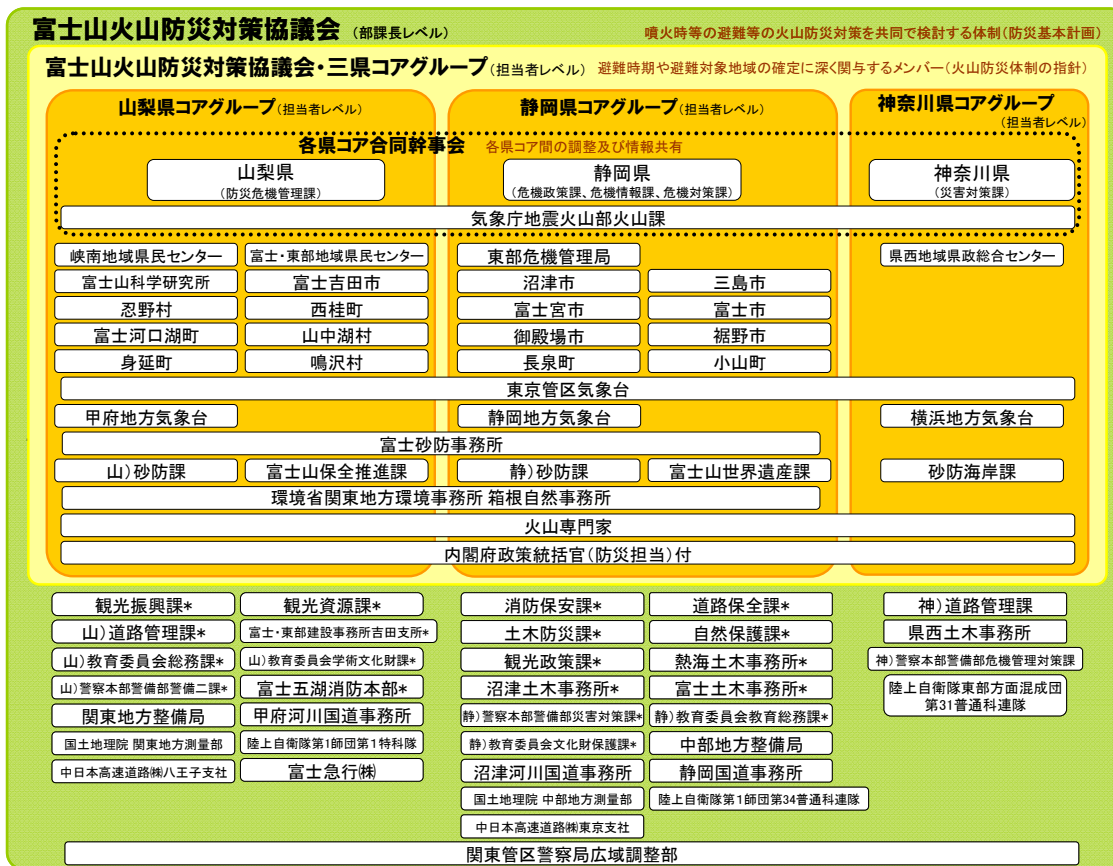 富士山火山防災対策協議会 (部課長レベル) 噴火時等の避難等の火山防災対策を共同で検討する体制(防災基本計画)
富士山火山防災対策協議会・三県コアグループ(担当者レベル) 避難時期や避難対象地域の確定に深く関与するメンバー(火山防災体制の指針)
山梨県コアグループ(担当者レベル) 静岡県コアグループ(担当者レベル) 神奈川県コアグループ
(担当者レベル)
各県コア合同幹事会 各県コア間の調整及び情報共有
山梨県 静岡県 神奈川県
(防災危機管理課) (危機政策課、危機情報課、危機対策課) (災害対策課)
気象庁地震火山部火山課
峡南地域県民センター 富士・東部地域県民センター 東部危機管理局 県西地域県政総合センター
富士山科学研究所 富士吉田市 沼津市 三島市
忍野村 西桂町 富士宮市 富士市
富士河口湖町 山中湖村 御殿場市 裾野市
身延町 鳴沢村 長泉町 小山町
東京管区気象台
甲府地方気象台 静岡地方気象台 横浜地方気象台
富士砂防事務所
山)砂防課 富士山保全推進課 静)砂防課 富士山世界遺産課 砂防海岸課
環境省関東地方環境事務所 箱根自然事務所
火山専門家
内閣府政策統括官(防災担当)付
観光振興課* 観光資源課* 消防保安課* 道路保全課* 神)道路管理課
山)道路管理課* 富士・東部建設事務所吉田支所* 土木防災課* 自然保護課* 県西土木事務所
山)教育委員会総務課* 山)教育委員会学術文化財課* 観光政策課* 熱海土木事務所* 神)警察本部警備部危機管理対策課
山)警察本部警備部警備二課* 富士五湖消防本部* 沼津土木事務所* 富士土木事務所* 陸上自衛隊東部方面混成団
第31普通科連隊
関東地方整備局 甲府河川国道事務所 静)警察本部警備部災害対策課* 静)教育委員会教育総務課*
国土地理院 関東地方測量部 陸上自衛隊第1師団第1特科隊 静)教育委員会文化財保護課* 中部地方整備局
中日本高速道路㈱八王子支社 富士急行㈱ 沼津河川国道事務所 静岡国道事務所
国土地理院 中部地方測量部 陸上自衛隊第1師団第34普通科連隊
中日本高速道路㈱東京支社
関東管区警察局広域調整部